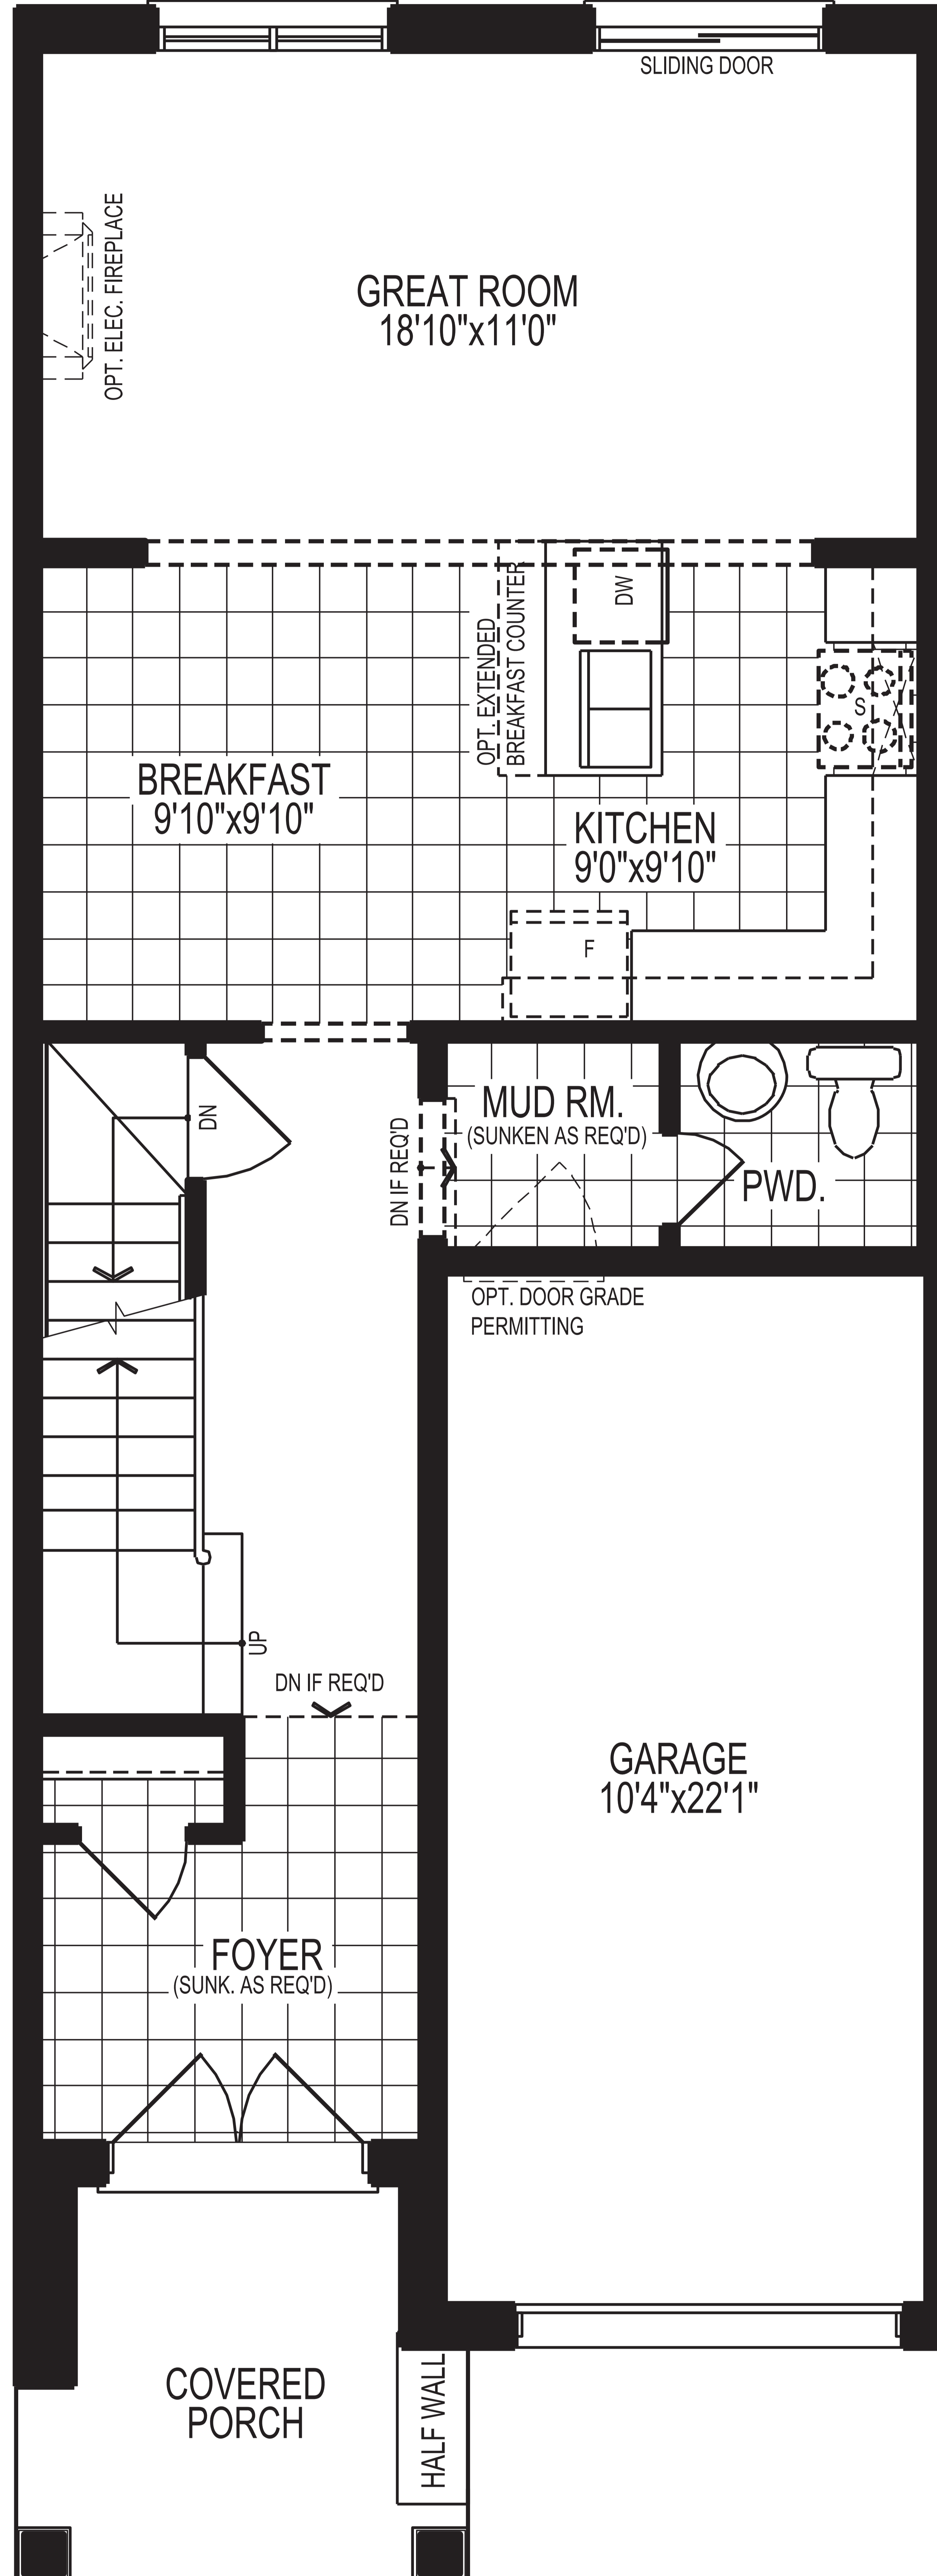 SLIDING DOOR
OPT. ELEC. FIREPLACE
GREAT ROOM
18'10"x11'0"
DW
OPT. EXTENDED
BREAKFAST COUNTER
S
BREAKFAST
9'10"x9'10"
KITCHEN
9'0"x9'10"
F
DN
DN IF REQ'D
MUD RM.
(SUNKEN AS REQ'D)
PWD.
OPT. DOOR GRADE
PERMITTING
UP
DN IF REQ'D
GARAGE
10'4"x22'1"
FOYER
(SUNK. AS REQ'D)
COVERED
PORCH
HALF WALL